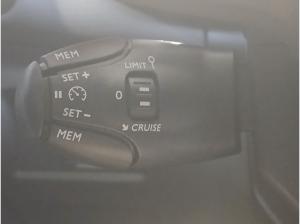 MEM
SET +
LIMIT
0
SET -
CRUISE
MEM